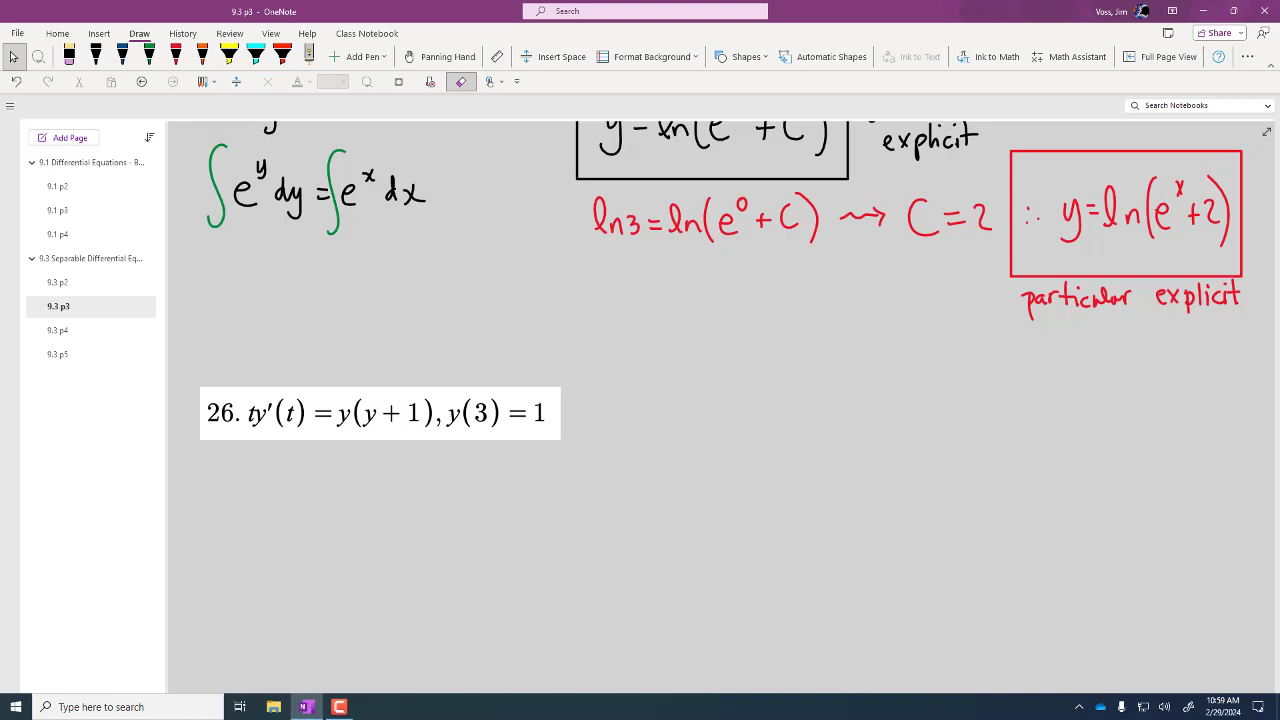 9.3 p3 - OneNote
Search
Voss, Jim
File Home Insert Draw History Review View Help Class Notebook
Share
Add Pen
Panning Hand
Insert Space
Format Background
Shapes
Automatic Shapes
Ink to Text
Ink to Math
Math Assistant
Full Page View
Search Notebooks
Add Page
9.1 Differential Equations - B...
9.1 p2
9.1 p3
9.1 p4
9.3 Separable Differential Eq...
9.3 p2
9.3 p3
9.3 p4
9.3 p5
y = ln(e + C)
explicit
∫ e^y dy = ∫ e^x dx
ln3 = ln(e^0 + C) ⇝ C = 2
∴ y = ln(e^x + 2)
particular explicit
26. ty′(t) = y(y + 1), y(3) = 1
Type here to search
10:59 AM
2/29/2024